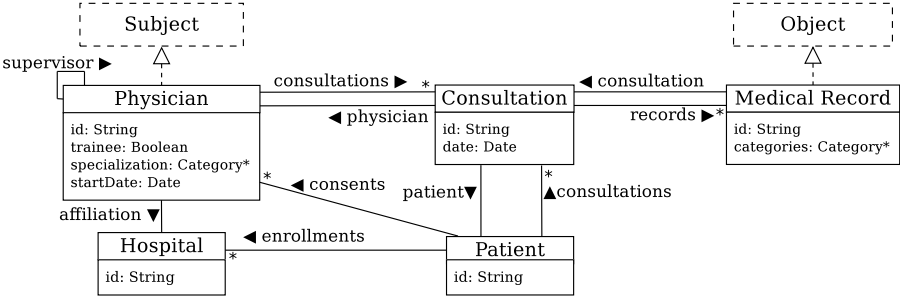 Subject
Object
supervisor ▶
consultations ▶ *
◀ consultation
Physician
Consultation
Medical Record
◀ physician
records ▶ *
id: String
trainee: Boolean
specialization: Category*
startDate: Date
id: String
date: Date
id: String
categories: Category*
* ◀ consents
patient▼
*
▲consultations
affiliation ▼
Hospital
◀ enrollments
*
Patient
id: String
id: String